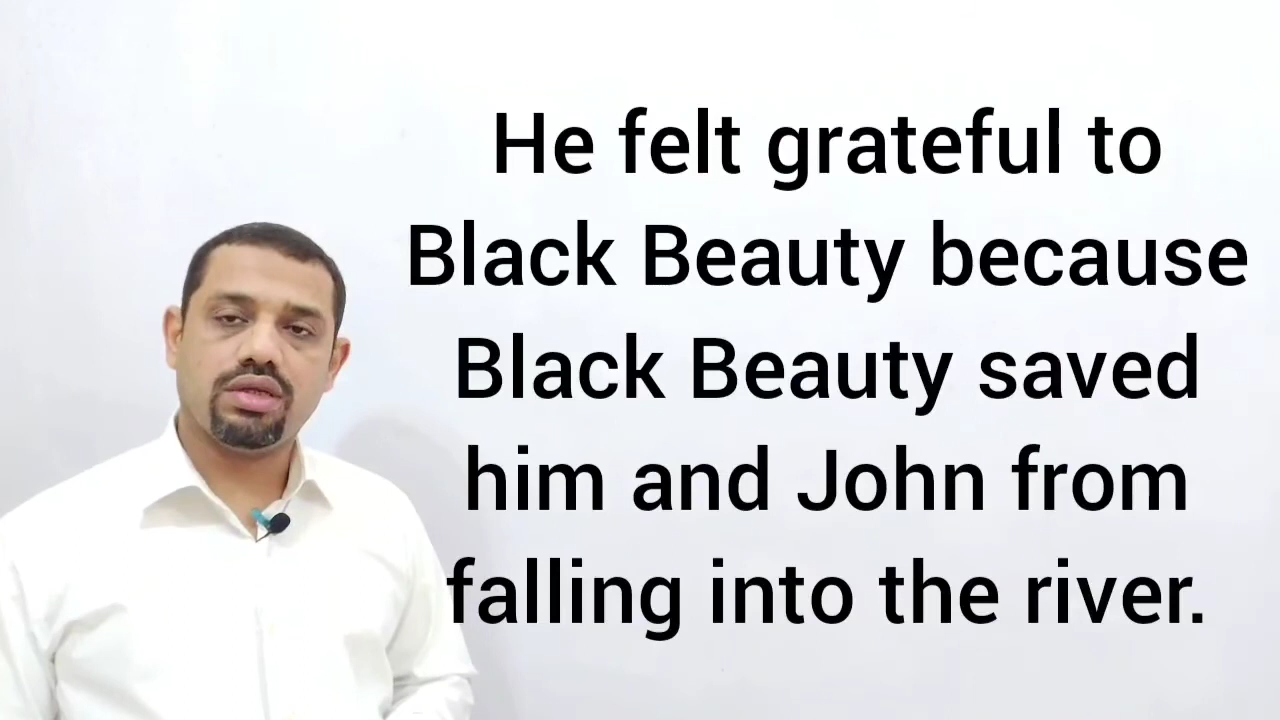 He felt grateful to
Black Beauty because
Black Beauty saved
him and John from
falling into the river.